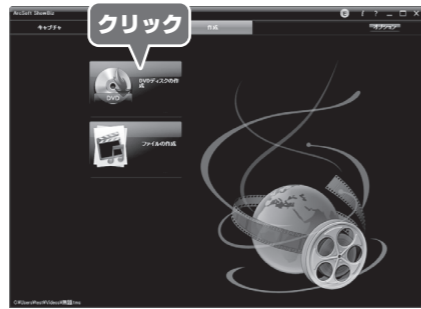 ArcSoft ShowBiz
クリック
キャプチャ
作成
オプション
DVDディスクの作
成
DVD
ファイルの作成